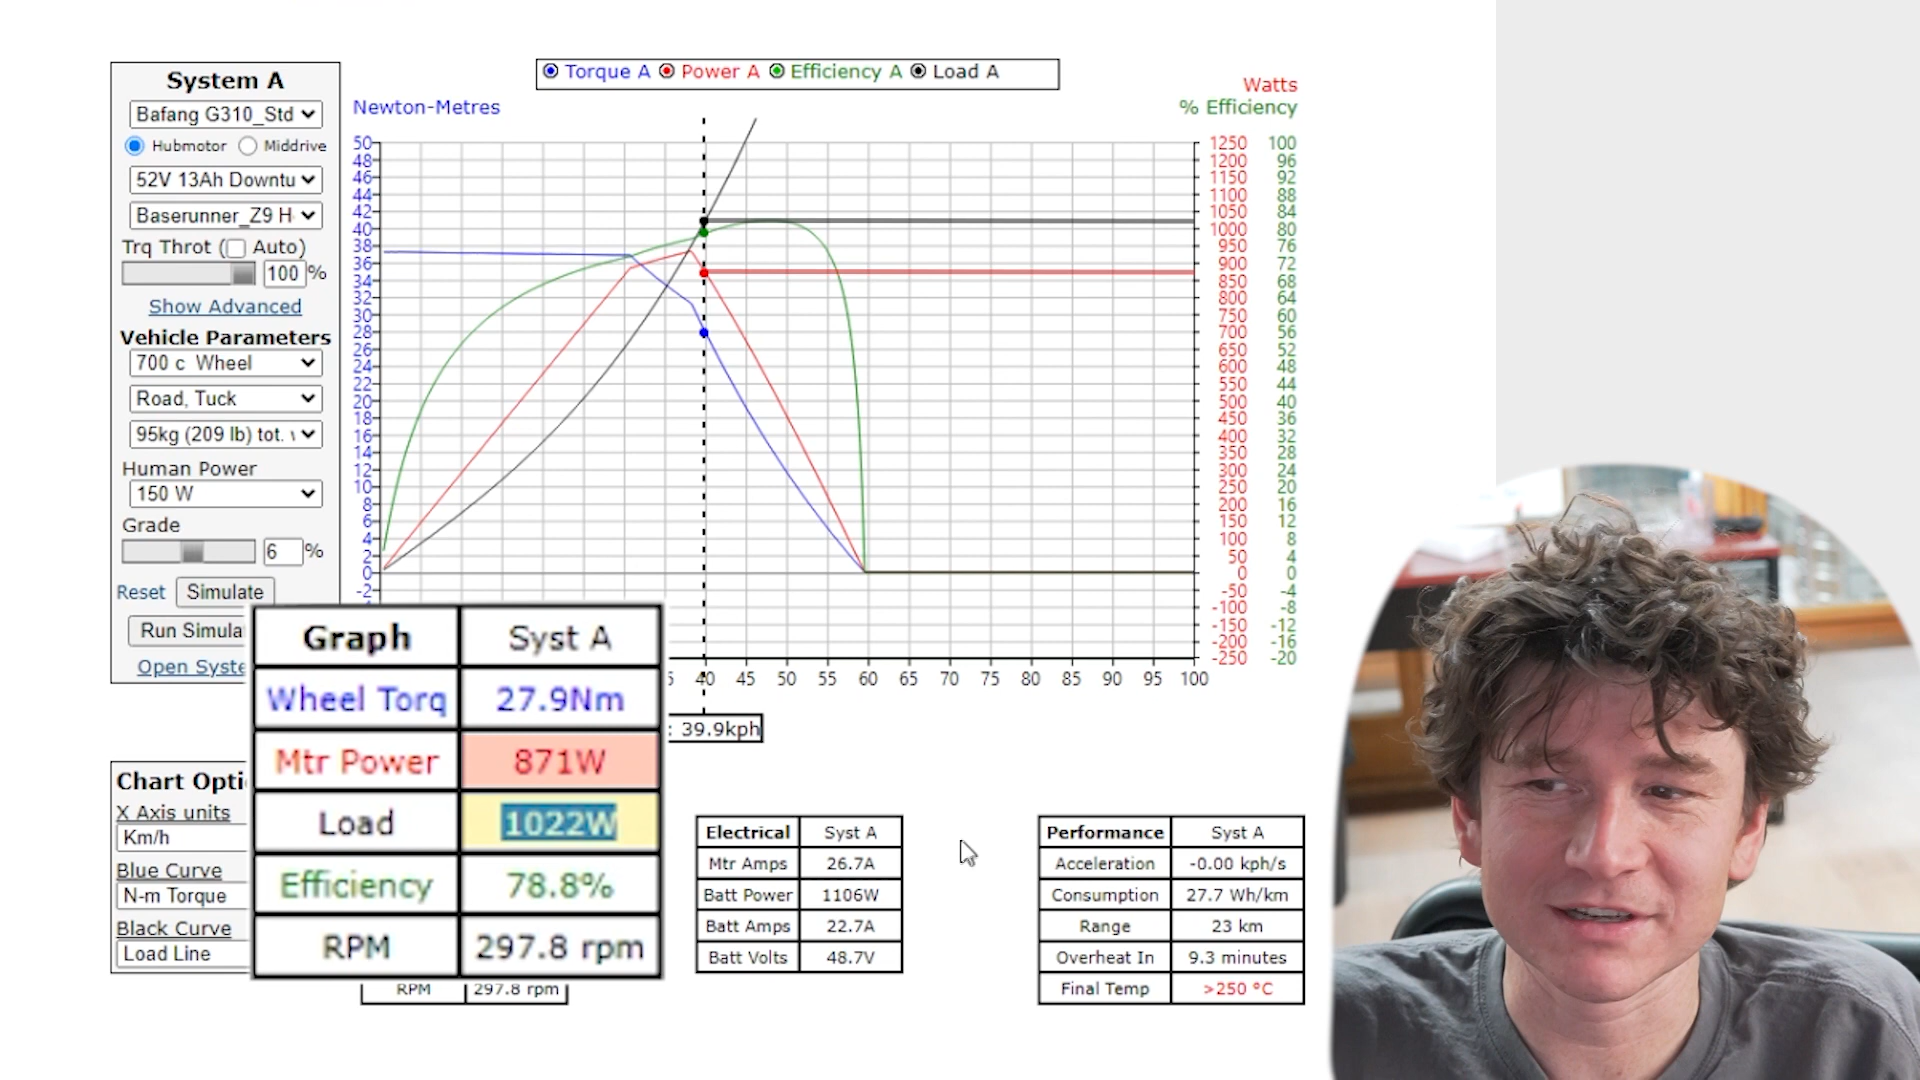 System A
Bafang G310_Std
Hubmotor Middrive
52V 13Ah Downtu
Baserunner_Z9 H
Trq Throt ( Auto)
100 %
Show Advanced
Vehicle Parameters
700 c Wheel
Road, Tuck
95kg (209 lb) tot.
Human Power
150 W
Grade
6 %
Reset Simulate
Run Simula
Open Syste
Torque A Power A Efficiency A Load A
Newton-Metres
Watts
% Efficiency
50 1250 100
48 1200 96
46 1150 92
44 1100 88
42 1050 84
40 1000 80
38 950 76
36 900 72
34 850 68
32 800 64
30 750 60
28 700 56
26 650 52
24 600 48
22 550 44
20 500 40
18 450 36
16 400 32
14 350 28
12 300 24
10 250 20
8 200 16
6 150 12
4 100 8
2 50 4
0 0 0
-2 -50 -4
-100 -8
-150 -12
-200 -16
-250 -20
40 45 50 55 60 65 70 75 80 85 90 95 100
: 39.9kph
Graph Syst A
Wheel Torq 27.9Nm
Mtr Power 871W
Load 1022W
Efficiency 78.8%
RPM 297.8 rpm
RPM 297.8 rpm
Chart Opti
X Axis units
Km/h
Blue Curve
N-m Torque
Black Curve
Load Line
Electrical Syst A
Mtr Amps 26.7A
Batt Power 1106W
Batt Amps 22.7A
Batt Volts 48.7V
Performance Syst A
Acceleration -0.00 kph/s
Consumption 27.7 Wh/km
Range 23 km
Overheat In 9.3 minutes
Final Temp >250 °C